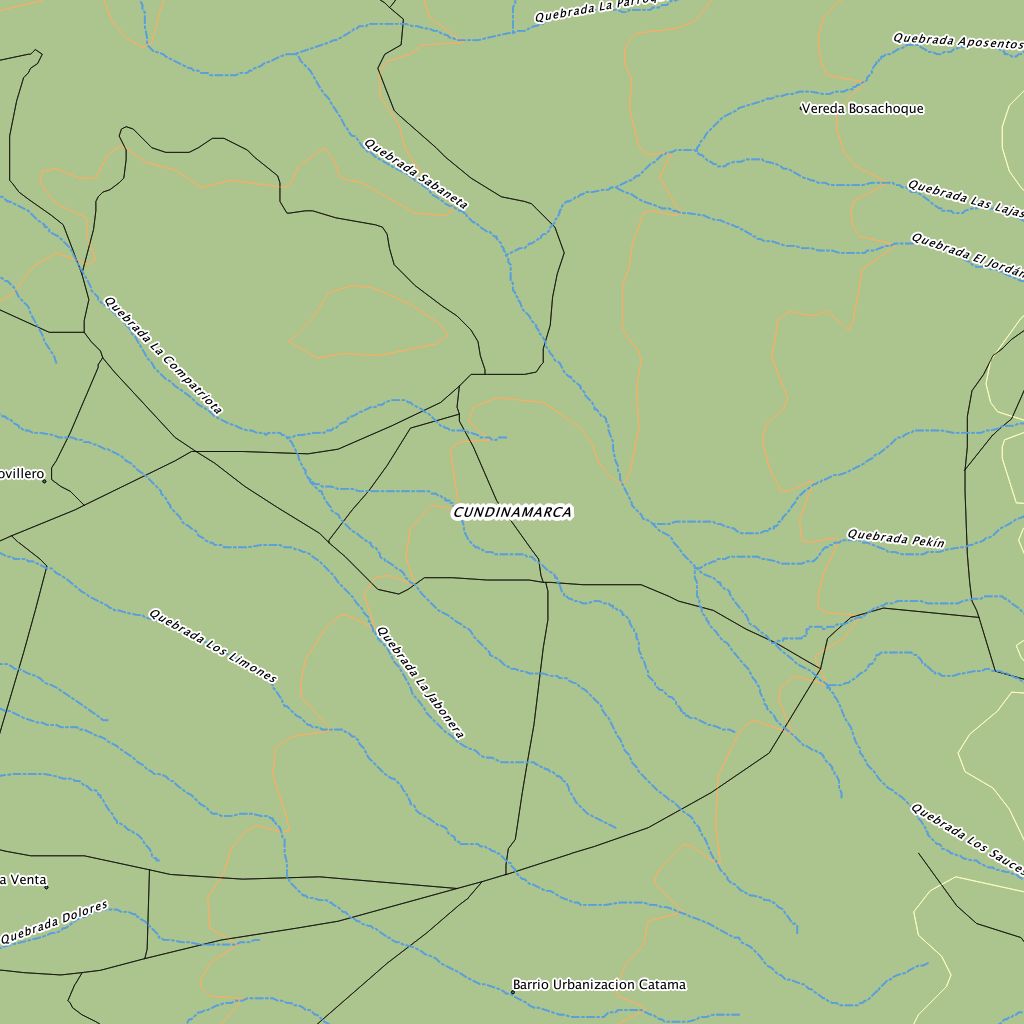 Quebrada La Parroq
Quebrada Aposentos
Vereda Bosachoque
Quebrada Sabaneta
Quebrada Las Lajas
Quebrada El Jordán
Quebrada La Compatriota
ovillero
CUNDINAMARCA
Quebrada Pekín
Quebrada Los Limones
Quebrada La Jabonera
Quebrada Los Sauces
a Venta
Quebrada Dolores
Barrio Urbanizacion Catama